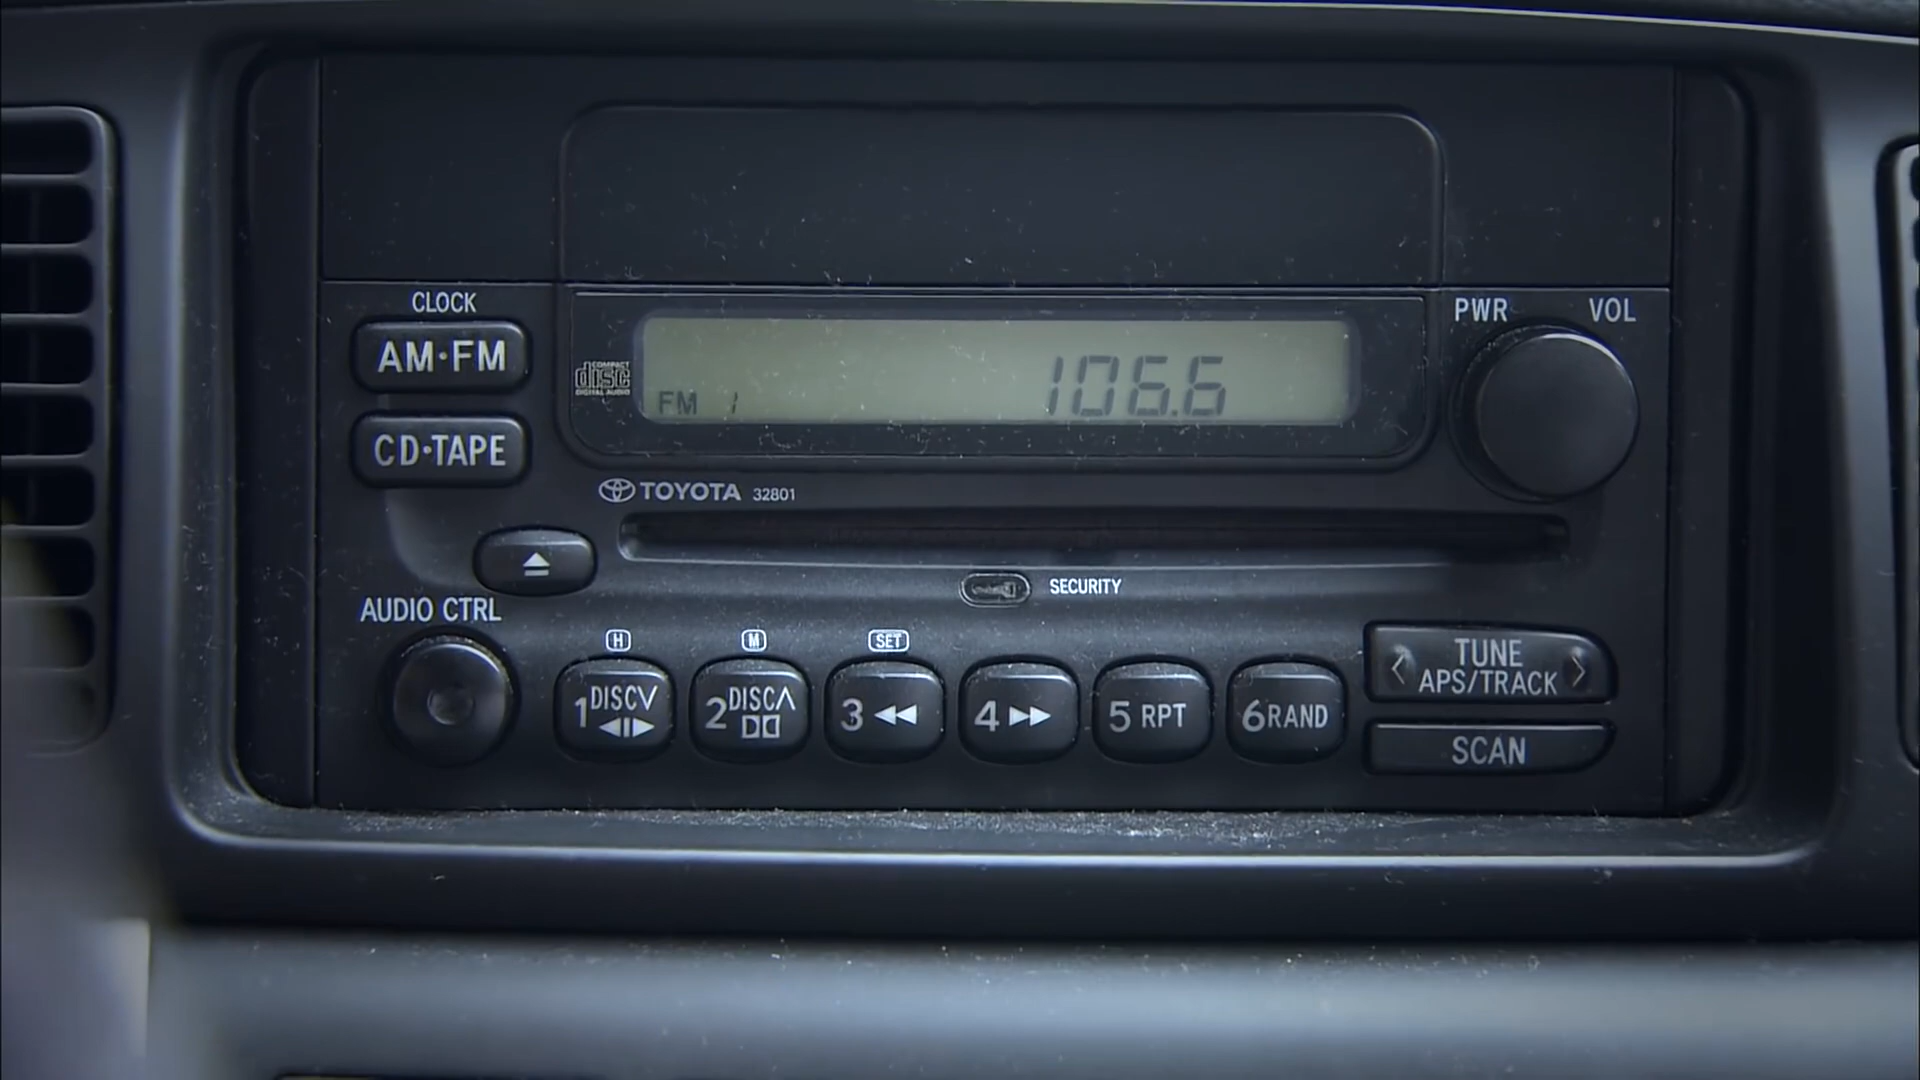 CLOCK
AM·FM
CD·TAPE
COMPACT
disc
DIGITAL AUDIO
FM 1
106.6
PWR VOL
TOYOTA 32801
SECURITY
AUDIO CTRL
H
M
SET
1 DISC∨
2 DISC∧
3
4
5 RPT
6 RAND
TUNE
APS/TRACK
SCAN